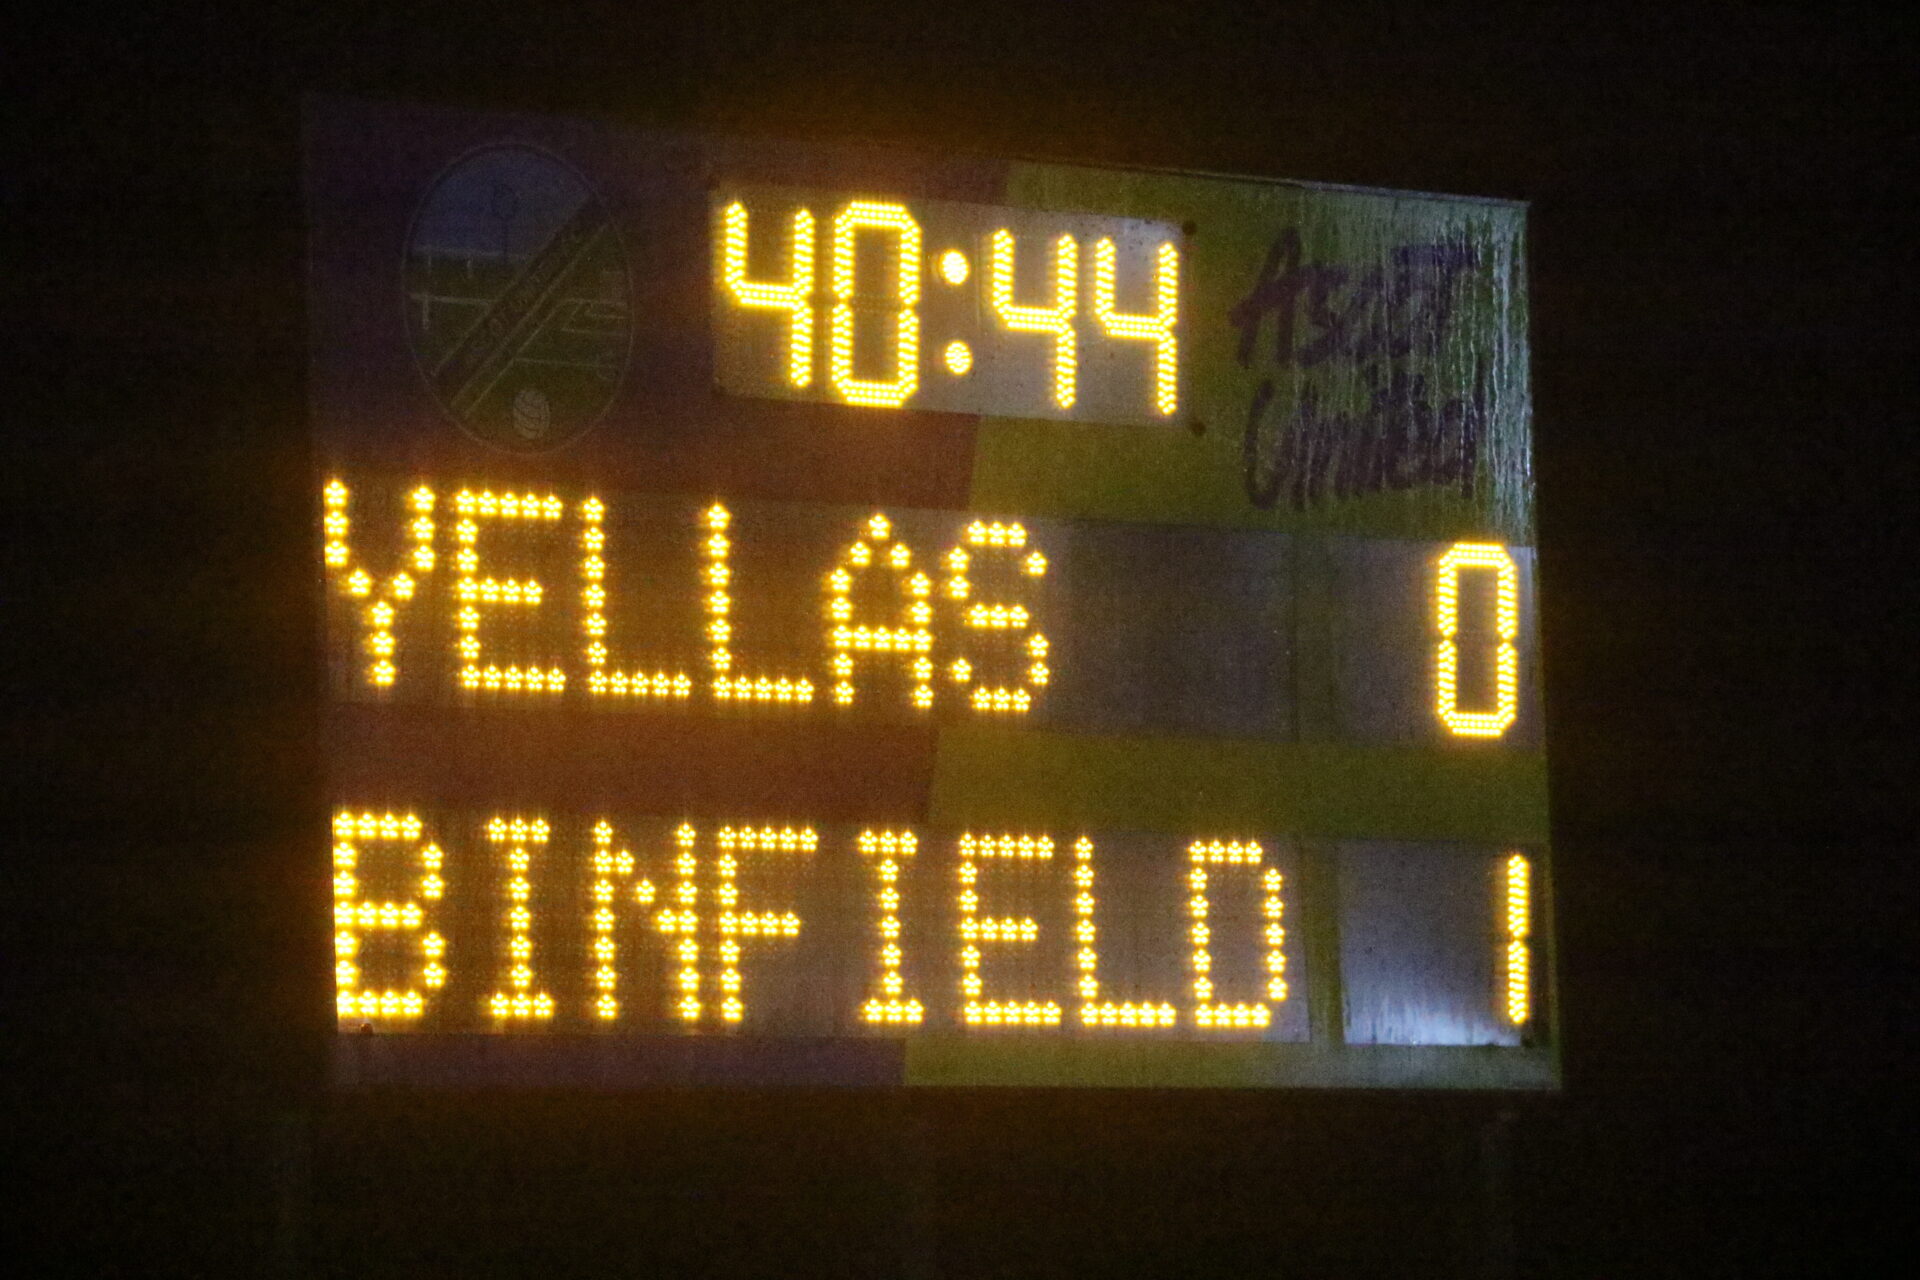 40:44
Ascot
United
YELLAS 0
BINFIELD 1